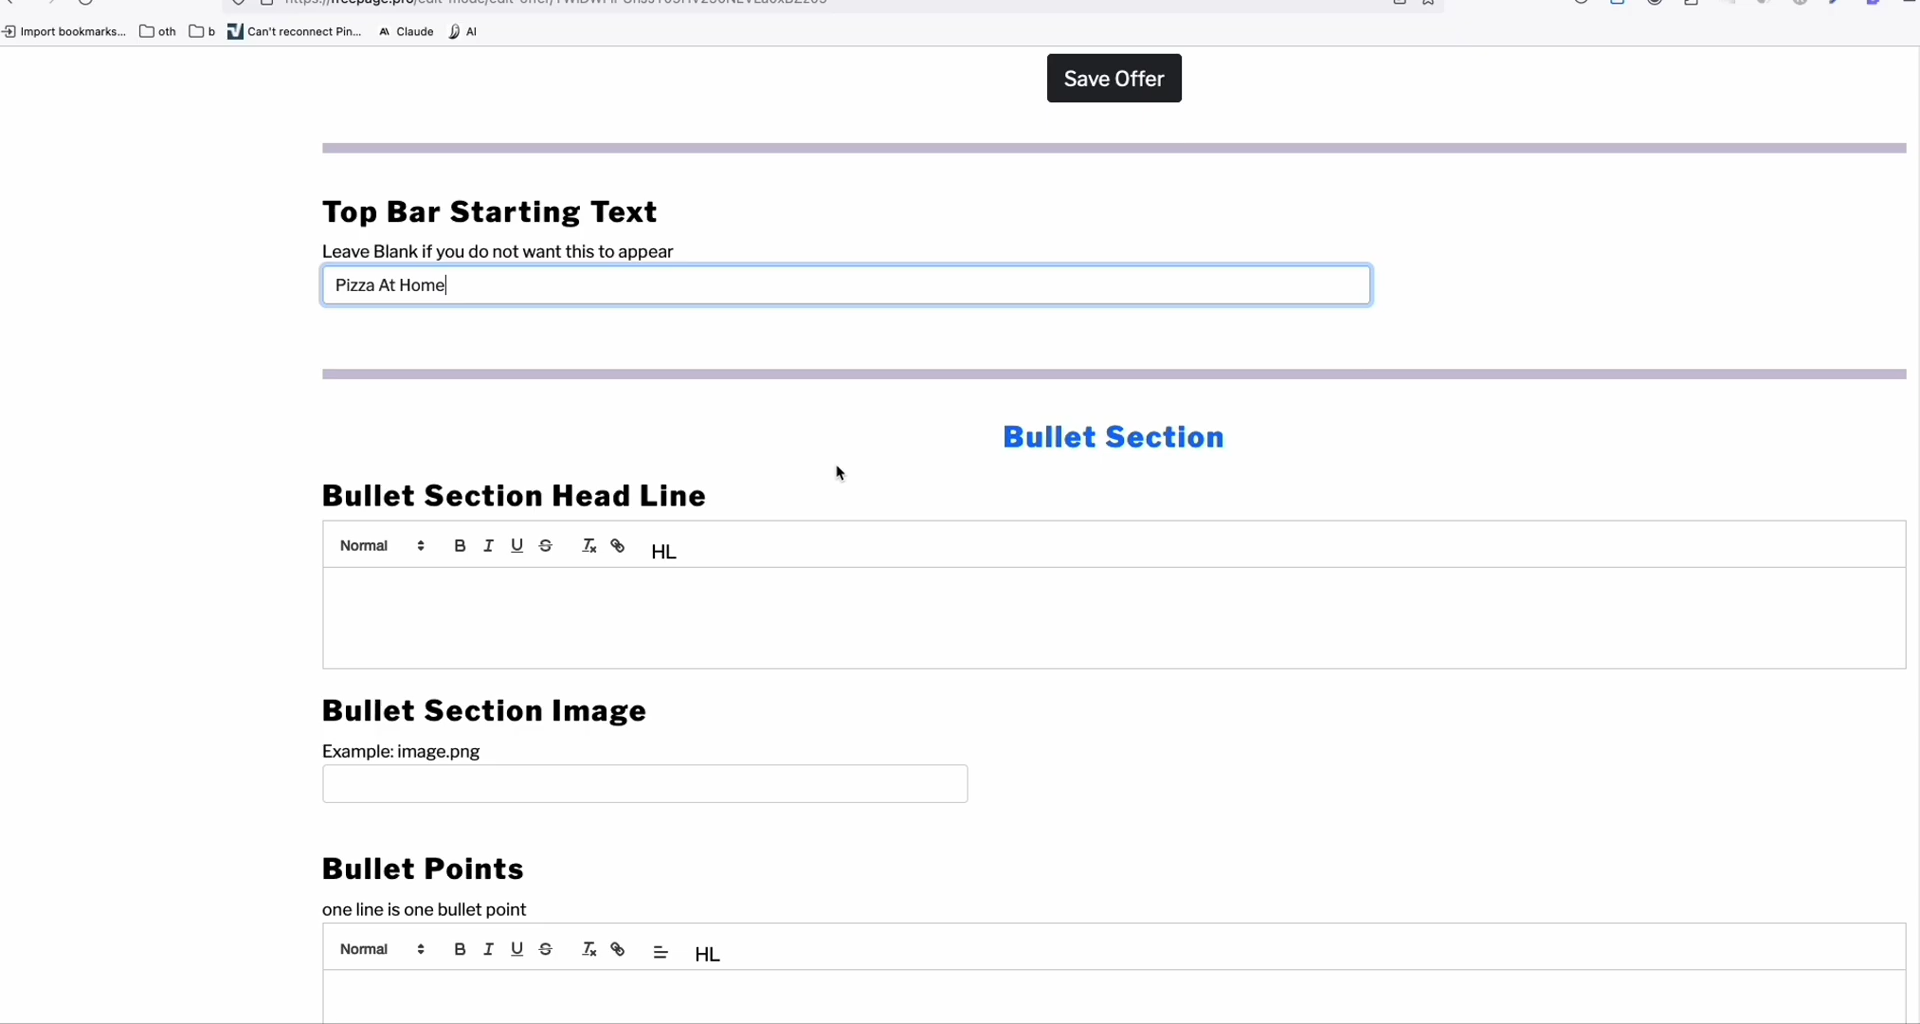 Import bookmarks... oth b Can't reconnect Pin... Claude AI
Save Offer
Top Bar Starting Text
Leave Blank if you do not want this to appear
Pizza At Home
Bullet Section
Bullet Section Head Line
Normal B I U S Tx HL
Bullet Section Image
Example: image.png
Bullet Points
one line is one bullet point
Normal B I U S Tx HL